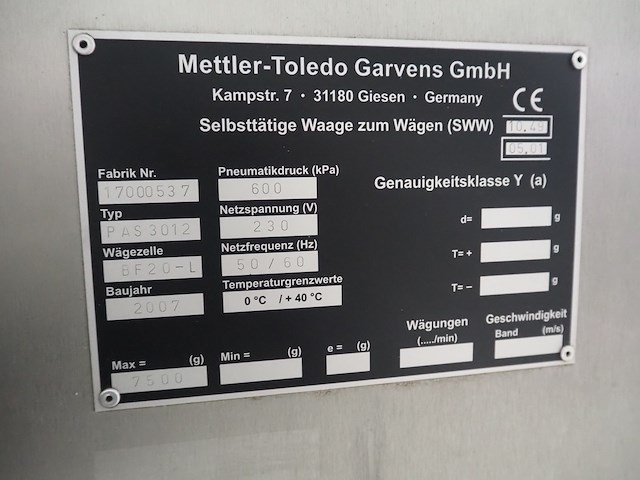 Mettler-Toledo Garvens GmbH
Kampstr. 7 · 31180 Giesen · Germany
CE
Selbsttätige Waage zum Wägen (SWW) 10.49
05.01
Fabrik Nr. 17000537
Pneumatikdruck (kPa) 600
Genauigkeitsklasse Y (a)
Typ PAS3012
Netzspannung (V) 230
d= g
Wägezelle BF20-L
Netzfrequenz (Hz) 50/60
T= + g
Baujahr 2007
Temperaturgrenzwerte 0 °C / + 40 °C
T= – g
Max = (g) 7500
Min = (g)
e = (g)
Wägungen (...../min)
Geschwindigkeit Band (m/s)